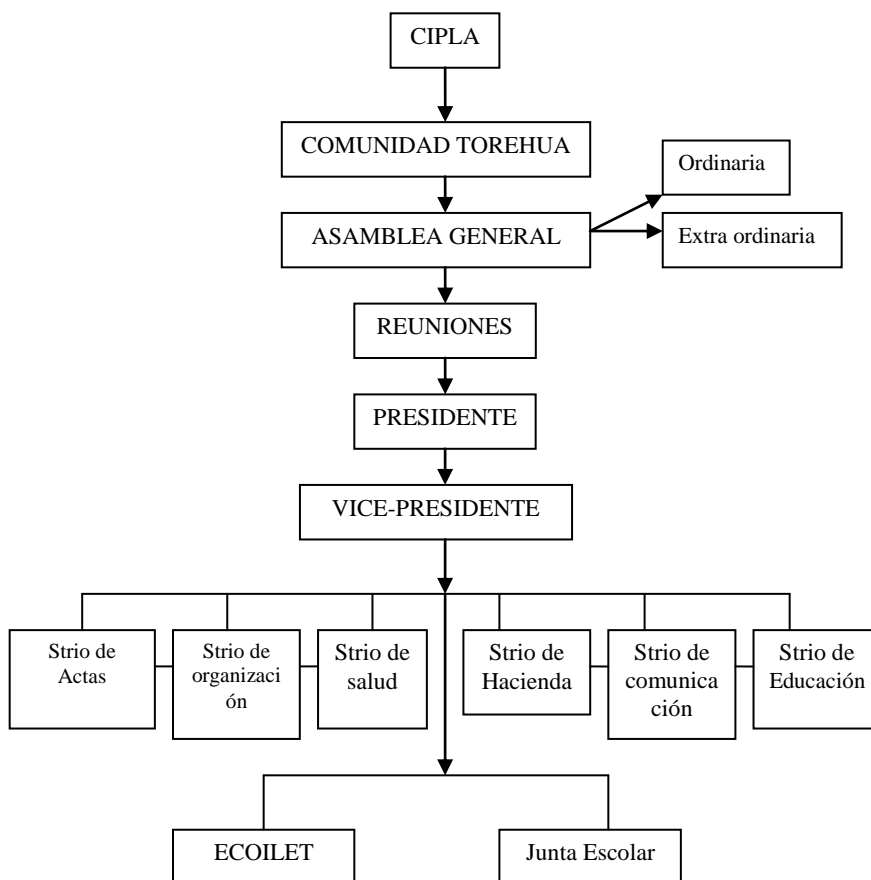 CIPLA
COMUNIDAD TOREHUA
Ordinaria
ASAMBLEA GENERAL
Extra ordinaria
REUNIONES
PRESIDENTE
VICE-PRESIDENTE
Strio de
Actas
Strio de
organizaci
ón
Strio de
salud
Strio de
Hacienda
Strio de
comunica
ción
Strio de
Educación
ECOILET
Junta Escolar